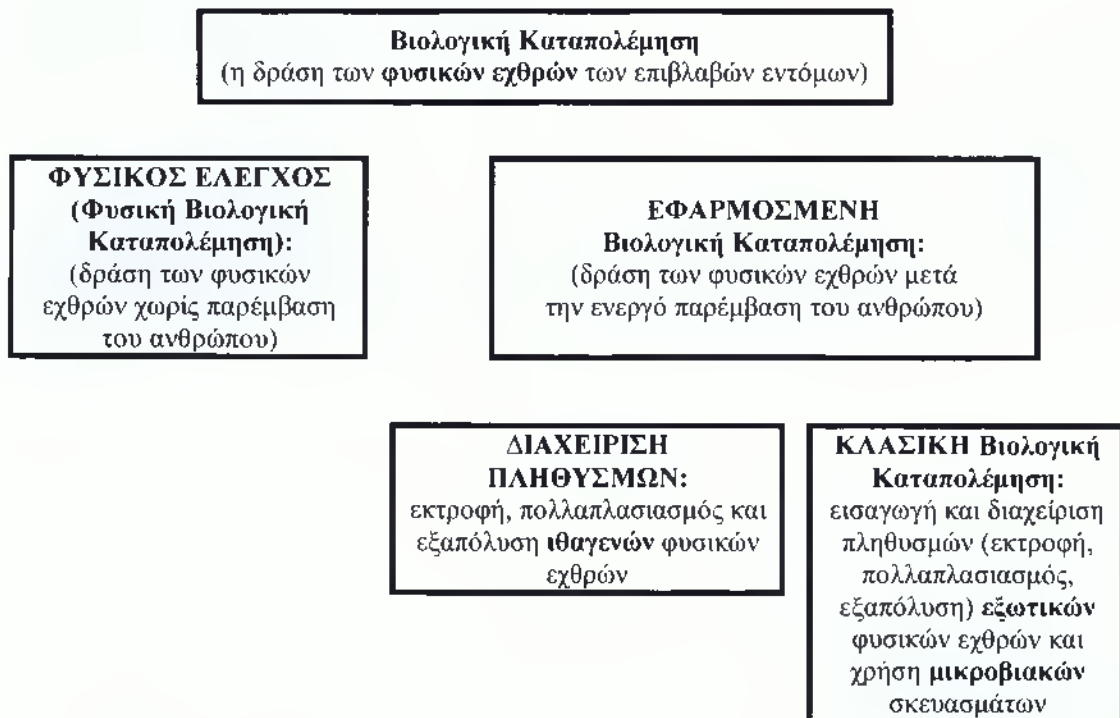 Βιολογική Καταπολέμηση
(η δράση των φυσικών εχθρών των επιβλαβών εντόμων)
ΦΥΣΙΚΟΣ ΕΛΕΓΧΟΣ
(Φυσική Βιολογική
Καταπολέμηση):
(δράση των φυσικών
εχθρών χωρίς παρέμβαση
του ανθρώπου)
ΕΦΑΡΜΟΣΜΕΝΗ
Βιολογική Καταπολέμηση:
(δράση των φυσικών εχθρών μετά
την ενεργό παρέμβαση του ανθρώπου)
ΔΙΑΧΕΙΡΙΣΗ
ΠΛΗΘΥΣΜΩΝ:
εκτροφή, πολλαπλασιασμός και
εξαπόλυση ιθαγενών φυσικών
εχθρών
ΚΛΑΣΙΚΗ Βιολογική
Καταπολέμηση:
εισαγωγή και διαχείριση
πληθυσμών (εκτροφή,
πολλαπλασιασμός,
εξαπόλυση) εξωτικών
φυσικών εχθρών και
χρήση μικροβιακών
σκευασμάτων